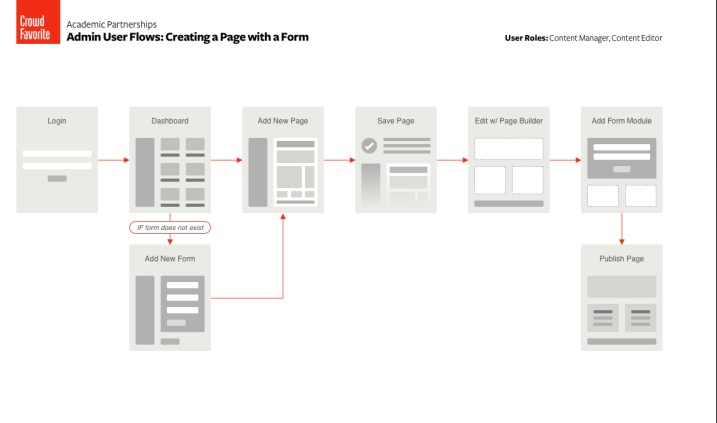 Crowd
Favorite
Academic Partnerships
Admin User Flows: Creating a Page with a Form
User Roles: Content Manager, Content Editor
Login
Dashboard
Add New Page
Save Page
Edit w/ Page Builder
Add Form Module
IF form does not exist
Add New Form
Publish Page